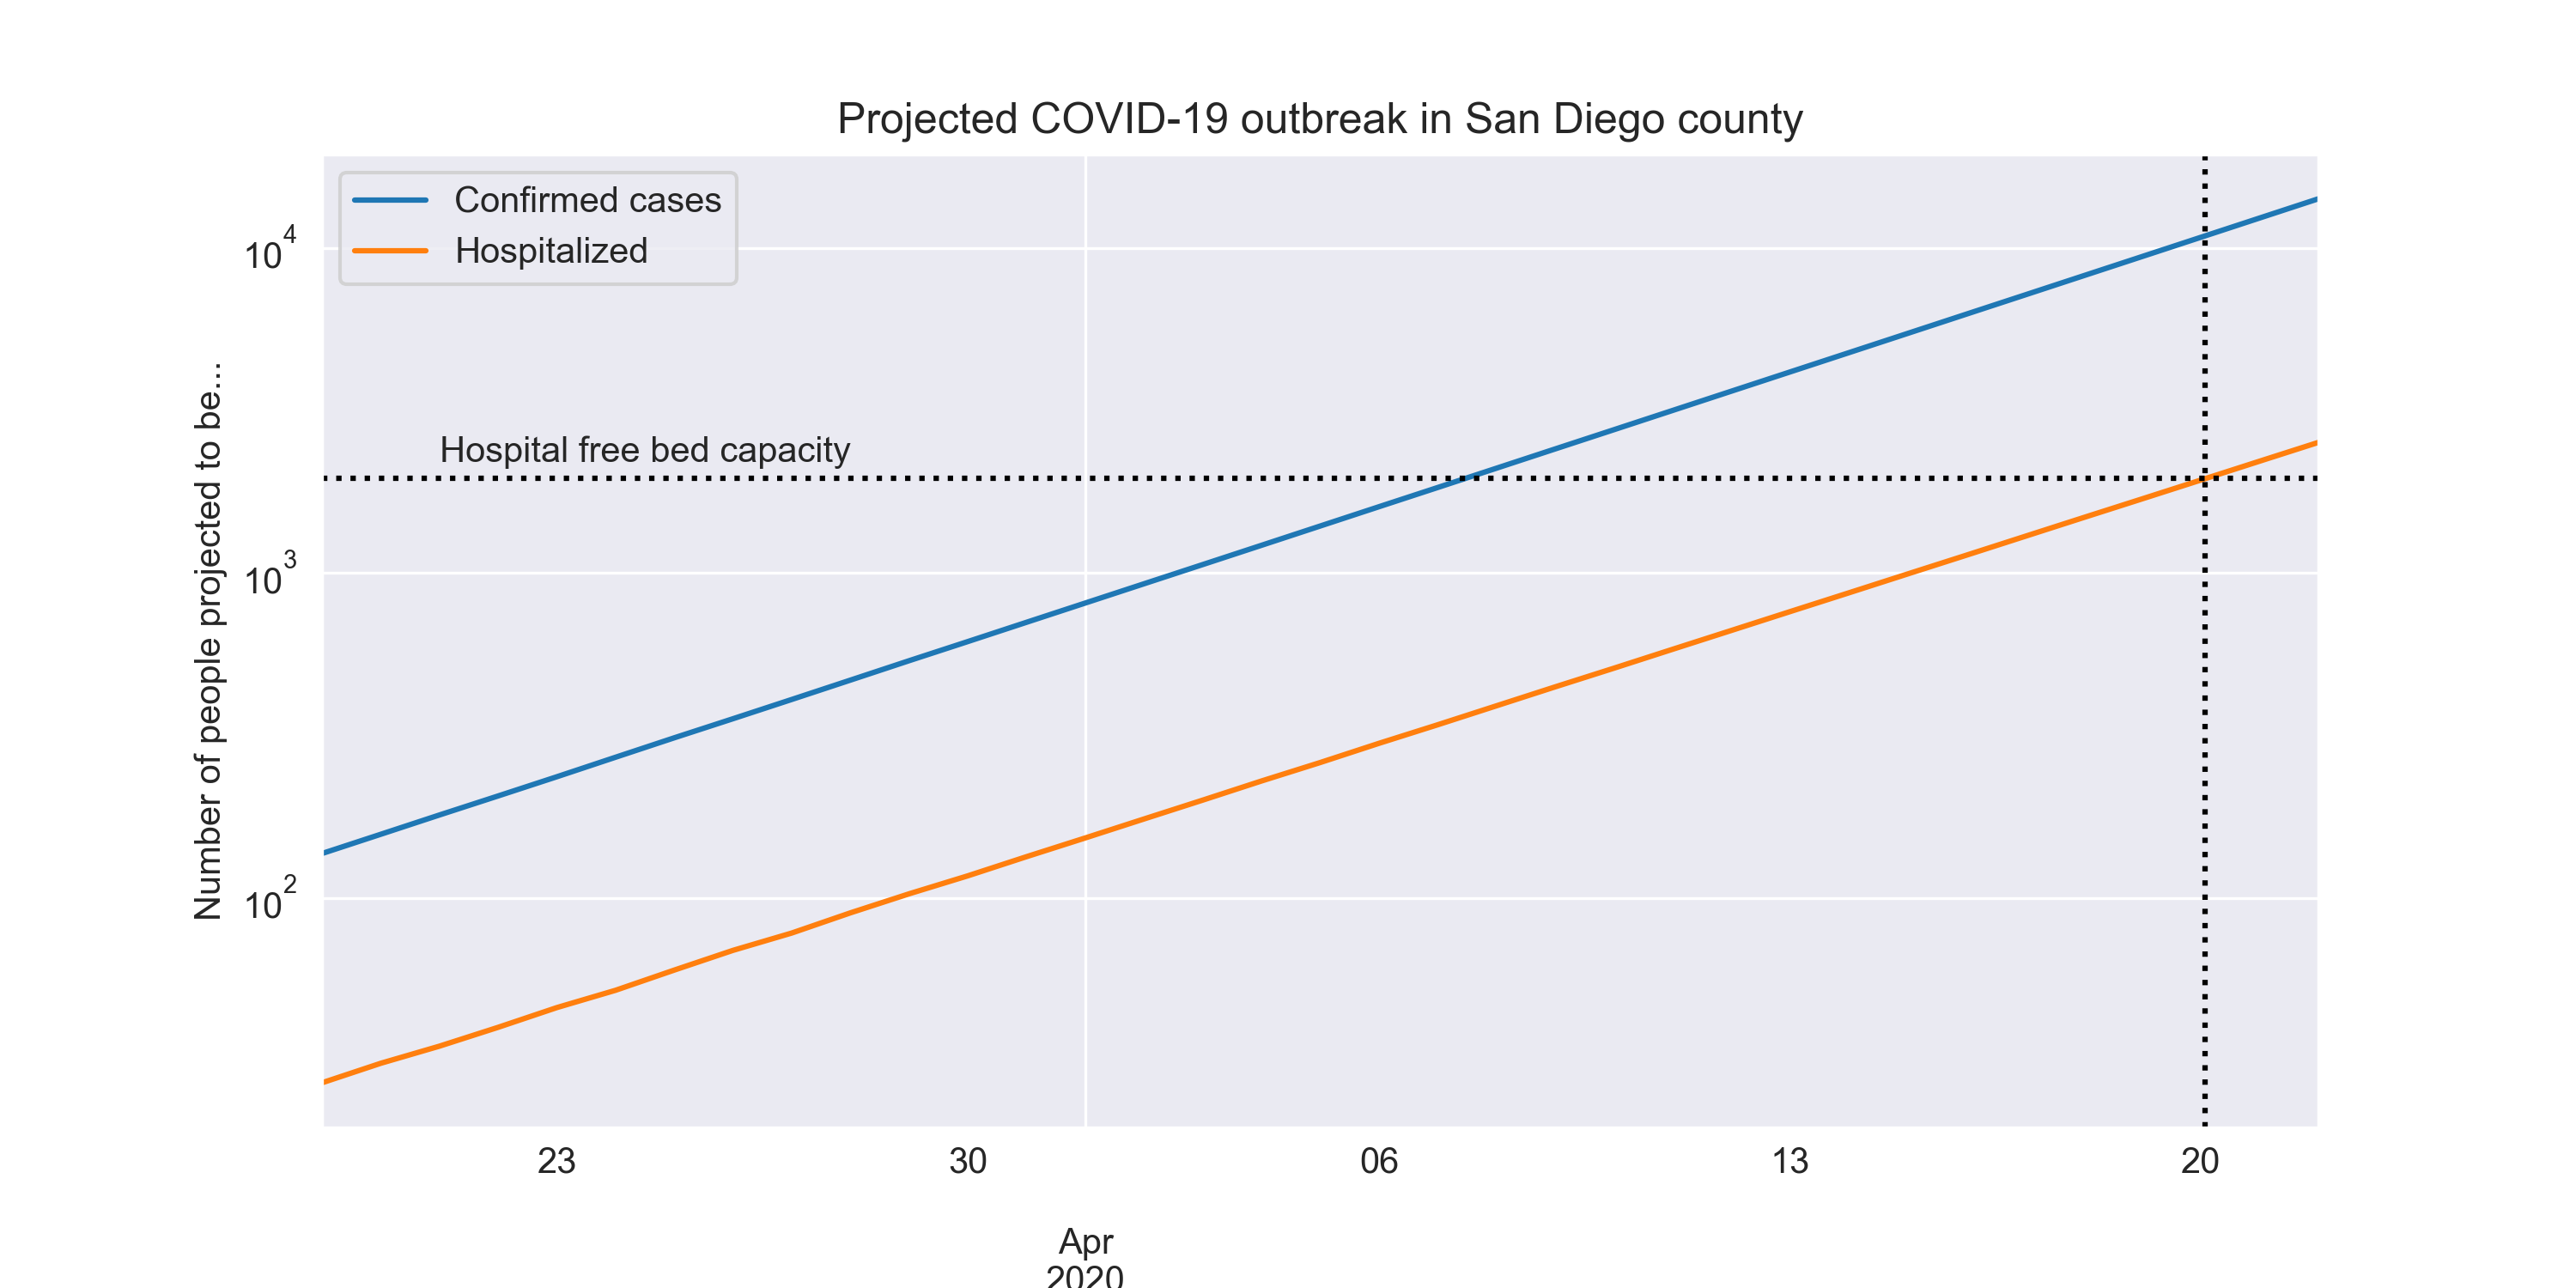 Projected COVID-19 outbreak in San Diego county
Confirmed cases
Hospitalized
10^4
Hospital free bed capacity
10^3
10^2
Number of people projected to be...
23 30 06 13 20
Apr
2020